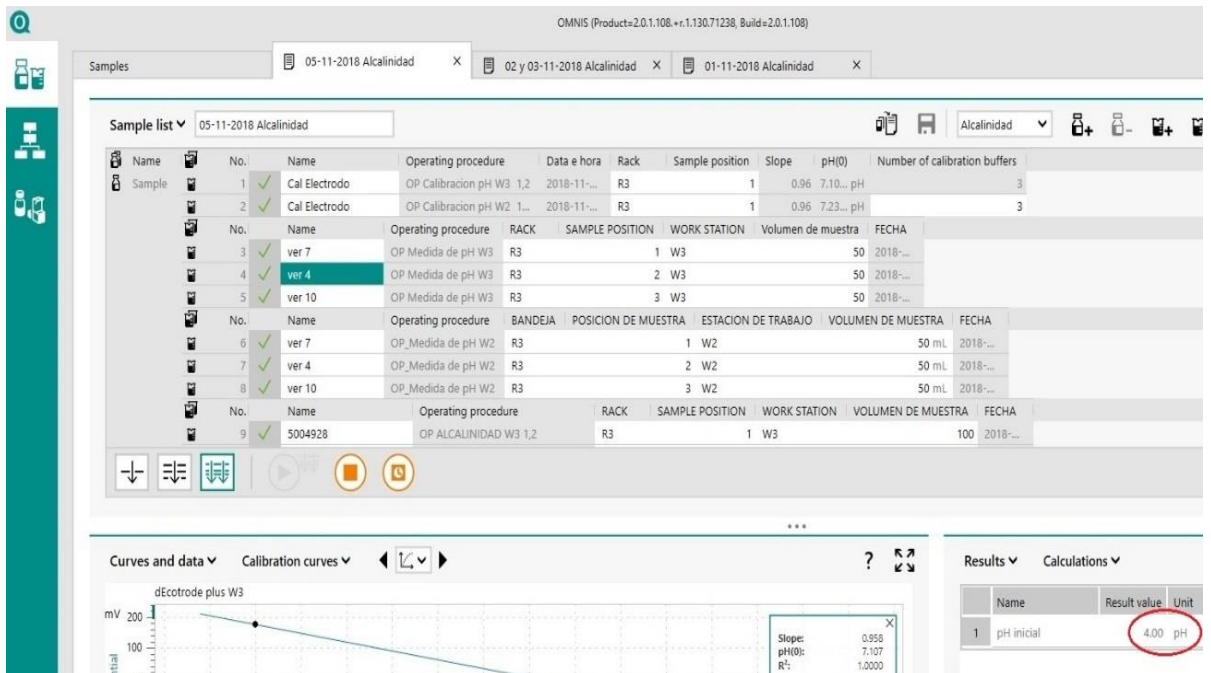 OMNIS (Product=2.0.1.108.+r.1.130.71238, Build=2.0.1.108)
Samples 05-11-2018 Alcalinidad X 02 y 03-11-2018 Alcalinidad X 01-11-2018 Alcalinidad X
Sample list 05-11-2018 Alcalinidad Alcalinidad
Name No. Name Operating procedure Data e hora Rack Sample position Slope pH(0) Number of calibration buffers
Sample 1 Cal Electrodo OP Calibracion pH W3 1,2 2018-11-... R3 1 0.96 7.10... pH 3
2 Cal Electrodo OP Calibracion pH W2 1... 2018-11-... R3 1 0.96 7.23... pH 3
No. Name Operating procedure RACK SAMPLE POSITION WORK STATION Volumen de muestra FECHA
3 ver 7 OP Medida de pH W3 R3 1 W3 50 2018-...
4 ver 4 OP Medida de pH W3 R3 2 W3 50 2018-...
5 ver 10 OP Medida de pH W3 R3 3 W3 50 2018-...
No. Name Operating procedure BANDEJA POSICION DE MUESTRA ESTACION DE TRABAJO VOLUMEN DE MUESTRA FECHA
6 ver 7 OP_Medida de pH W2 R3 1 W2 50 mL 2018-...
7 ver 4 OP_Medida de pH W2 R3 2 W2 50 mL 2018-...
8 ver 10 OP_Medida de pH W2 R3 3 W2 50 mL 2018-...
No. Name Operating procedure RACK SAMPLE POSITION WORK STATION VOLUMEN DE MUESTRA FECHA
9 5004928 OP ALCALINIDAD W3 1,2 R3 1 W3 100 2018-...
Curves and data Calibration curves ? Results Calculations
dEcotrode plus W3
mV 200
100
Slope: 0.958
pH(0): 7.107
R²: 1.0000
Name Result value Unit
1 pH inicial 4.00 pH